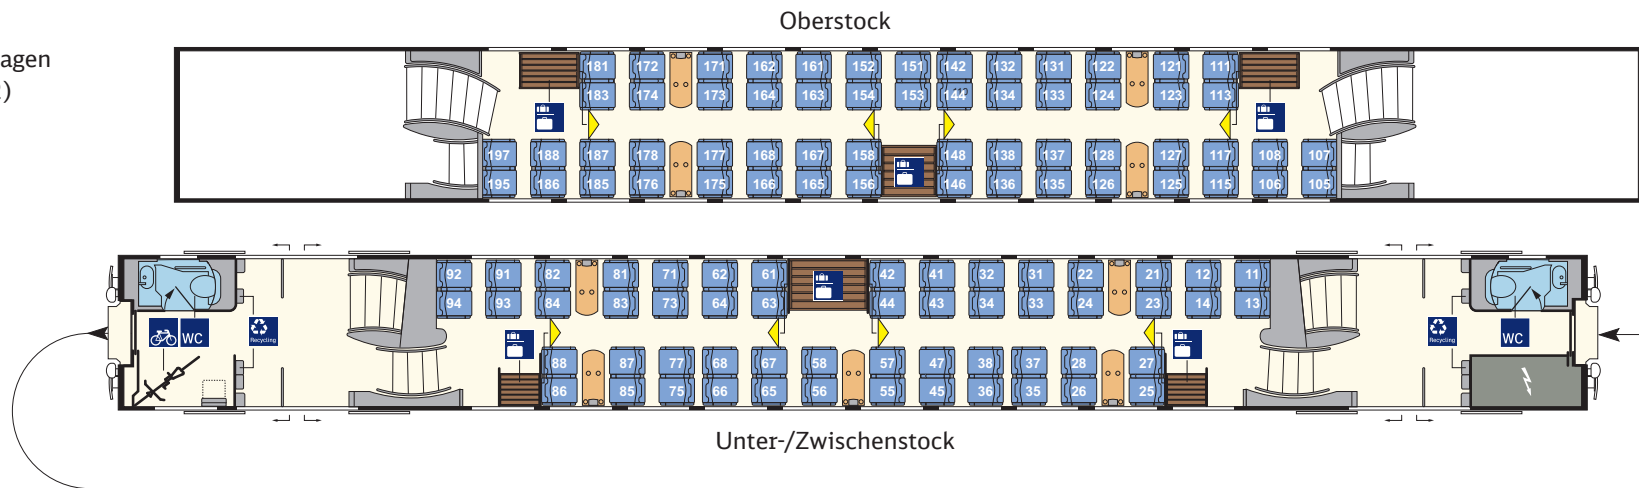 Oberstock
agen
)
181 172 171 162 161 152 151 142 132 131 122 121 111
183 174 173 164 163 154 153 144 134 133 124 123 113
197 188 187 178 177 168 167 158 148 138 137 128 127 117 108 107
195 186 185 176 175 166 165 156 146 136 135 126 125 115 106 105
92 91 82 81 71 62 61 42 41 32 31 22 21 12 11
94 93 84 83 73 64 63 44 43 34 33 24 23 14 13
WC Recycling Recycling WC
88 87 77 68 67 58 57 47 38 37 28 27
86 85 75 66 65 56 55 45 36 35 26 25
Unter-/Zwischenstock